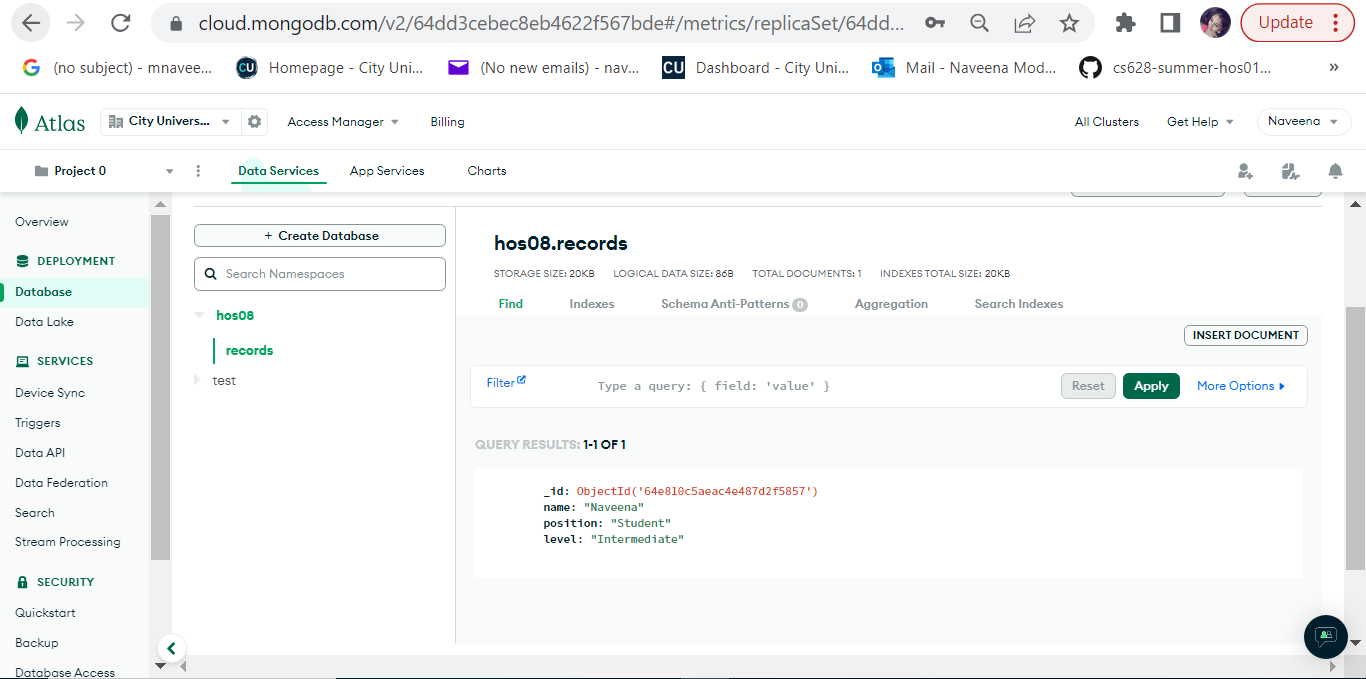 cloud.mongodb.com/v2/64dd3cebec8eb4622f567bde#/metrics/replicaSet/64dd... Update
(no subject) - mnavee... CU Homepage - City Uni... (No new emails) - nav... CU Dashboard - City Uni... Mail - Naveena Mod... cs628-summer-hos01... »
Atlas City Univers... Access Manager Billing All Clusters Get Help Naveena
Project 0 Data Services App Services Charts
Overview
DEPLOYMENT
Database
Data Lake
SERVICES
Device Sync
Triggers
Data API
Data Federation
Search
Stream Processing
SECURITY
Quickstart
Backup
Database Access
+ Create Database
Search Namespaces
hos08
records
test
hos08.records
STORAGE SIZE: 20KB LOGICAL DATA SIZE: 86B TOTAL DOCUMENTS: 1 INDEXES TOTAL SIZE: 20KB
Find Indexes Schema Anti-Patterns 0 Aggregation Search Indexes
INSERT DOCUMENT
Filter Type a query: { field: 'value' } Reset Apply More Options
QUERY RESULTS: 1-1 OF 1
_id: ObjectId('64e810c5aeac4e487d2f5857')
name: "Naveena"
position: "Student"
level: "Intermediate"